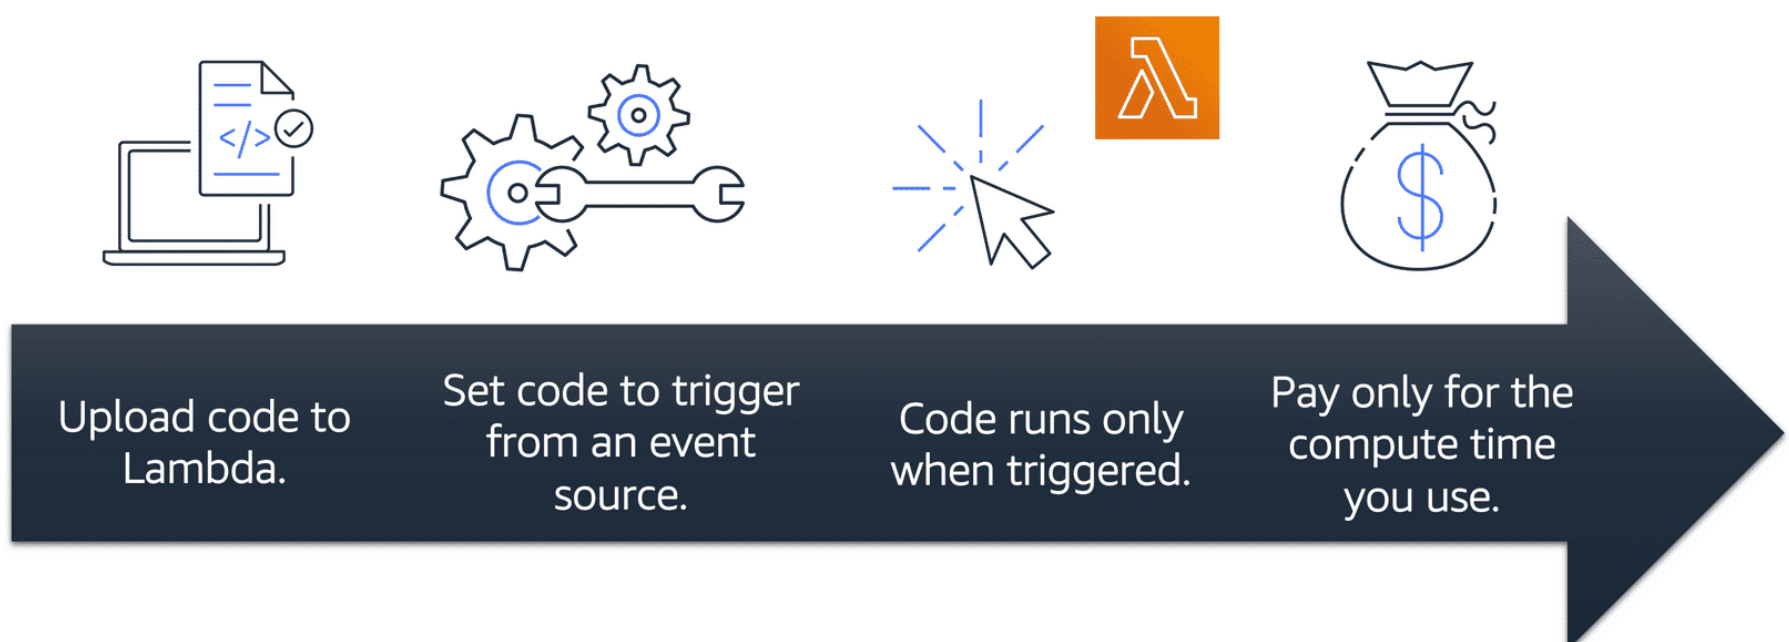 </>
$
Upload code to
Lambda.
Set code to trigger
from an event
source.
Code runs only
when triggered.
Pay only for the
compute time
you use.